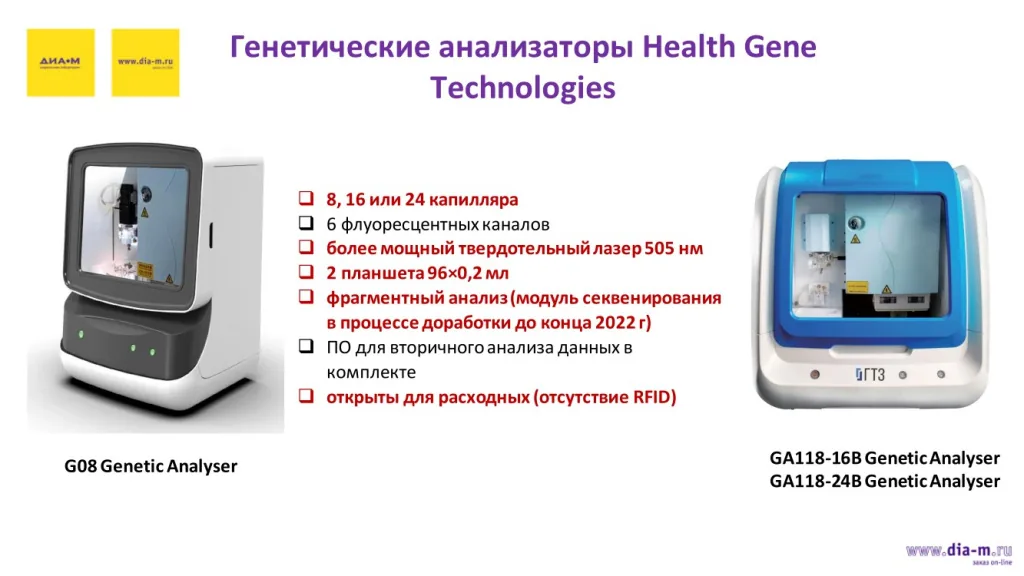 ДИА•М
www.dia-m.ru
Генетические анализаторы Health Gene
Technologies
8, 16 или 24 капилляра
6 флуоресцентных каналов
более мощный твердотельный лазер 505 нм
2 планшета 96×0,2 мл
фрагментный анализ (модуль секвенирования
в процессе доработки до конца 2022 г)
ПО для вторичного анализа данных в
комплекте
открыты для расходных (отсутствие RFID)
ГТЗ
G08 Genetic Analyser
GA118-16B Genetic Analyser
GA118-24B Genetic Analyser
www.dia-m.ru
заказ on-line